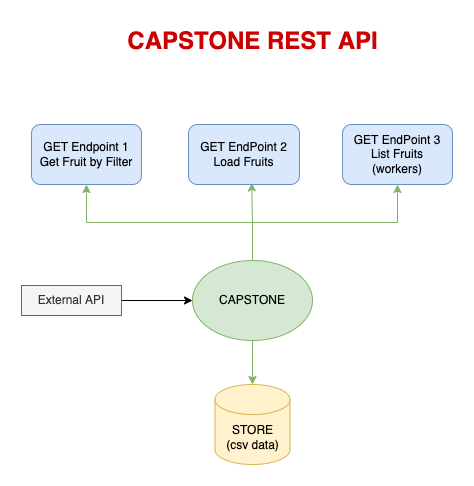 CAPSTONE REST API
GET Endpoint 1
Get Fruit by Filter
GET EndPoint 2
Load Fruits
GET EndPoint 3
List Fruits
(workers)
External API
CAPSTONE
STORE
(csv data)